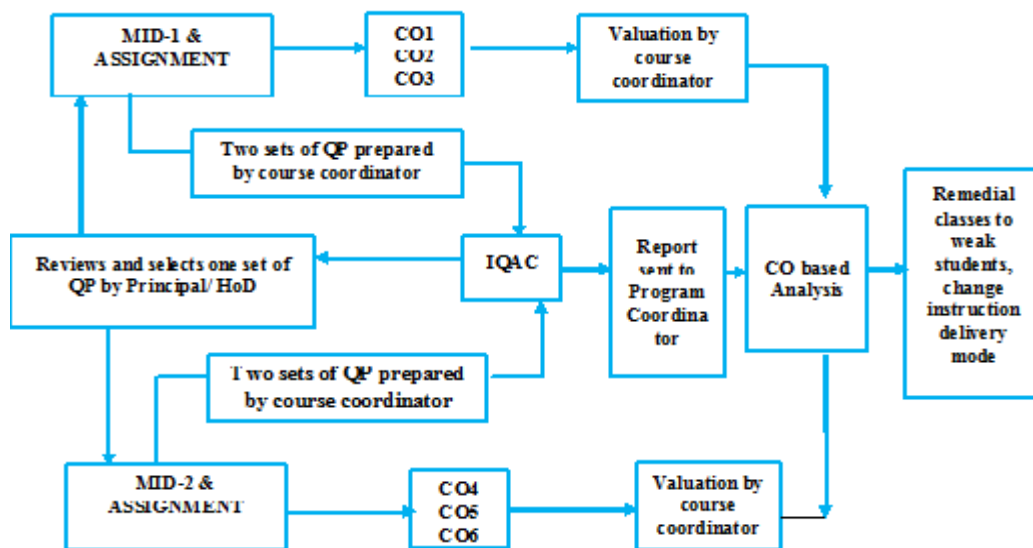 MID-1 &
ASSIGNMENT
CO1
CO2
CO3
Valuation by
course
coordinator
Two sets of QP prepared
by course coordinator
Reviews and selects one set of
QP by Principal/ HoD
IQAC
Report
sent to
Program
Coordina
tor
CO based
Analysis
Remedial
classes to
weak
students,
change
instruction
delivery
mode
Two sets of QP prepared
by course coordinator
MID-2 &
ASSIGNMENT
CO4
CO5
CO6
Valuation by
course
coordinator